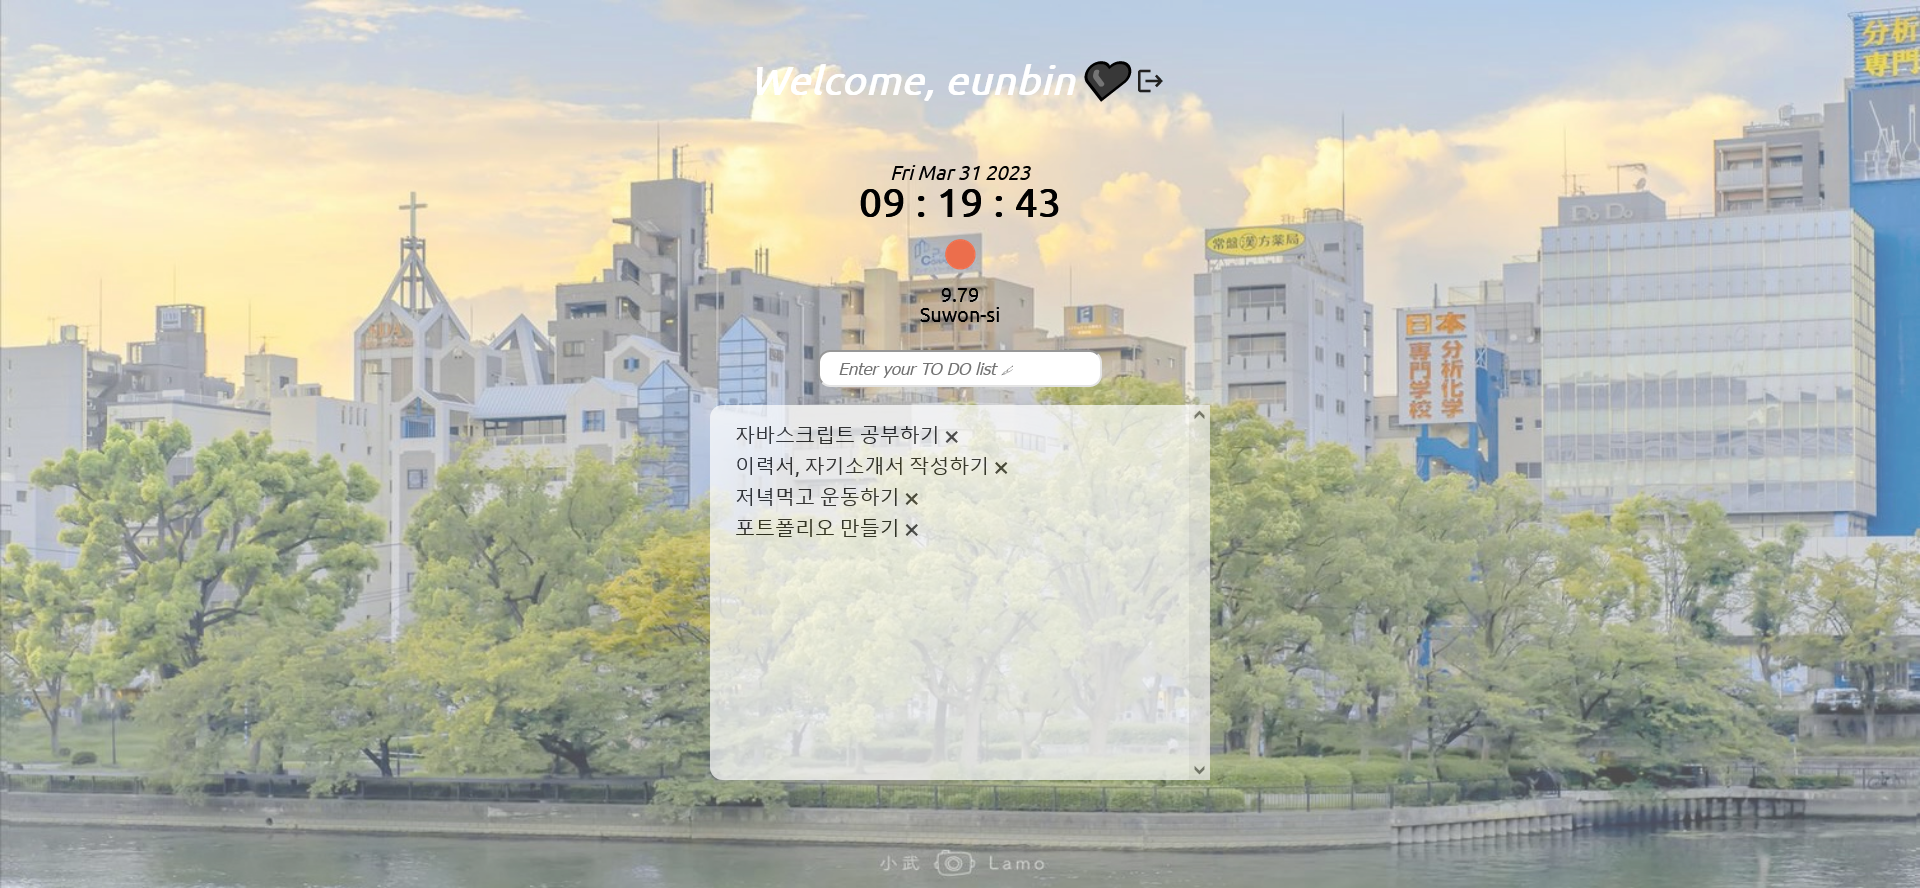 Welcome, eunbin
Fri Mar 31 2023
09 : 19 : 43
9.79
Suwon-si
Enter your TO DO list
자바스크립트 공부하기 ×
이력서, 자기소개서 작성하기 ×
저녁먹고 운동하기 ×
포트폴리오 만들기 ×
分析
専門
常盤漢方薬局
日本
分析化学
専門学校
小武 Lamo